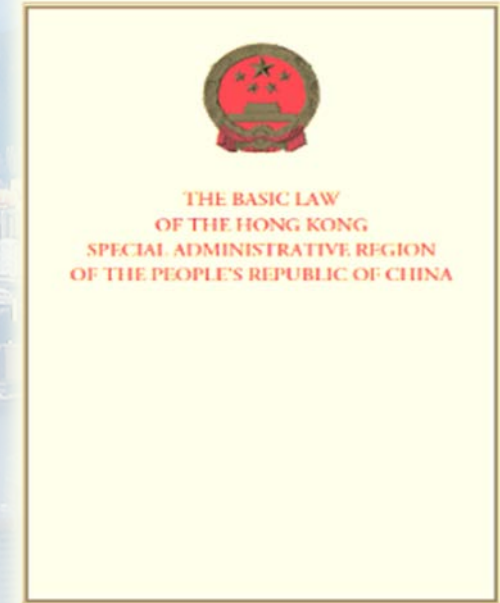 THE BASIC LAW
OF THE HONG KONG
SPECIAL ADMINISTRATIVE REGION
OF THE PEOPLE'S REPUBLIC OF CHINA